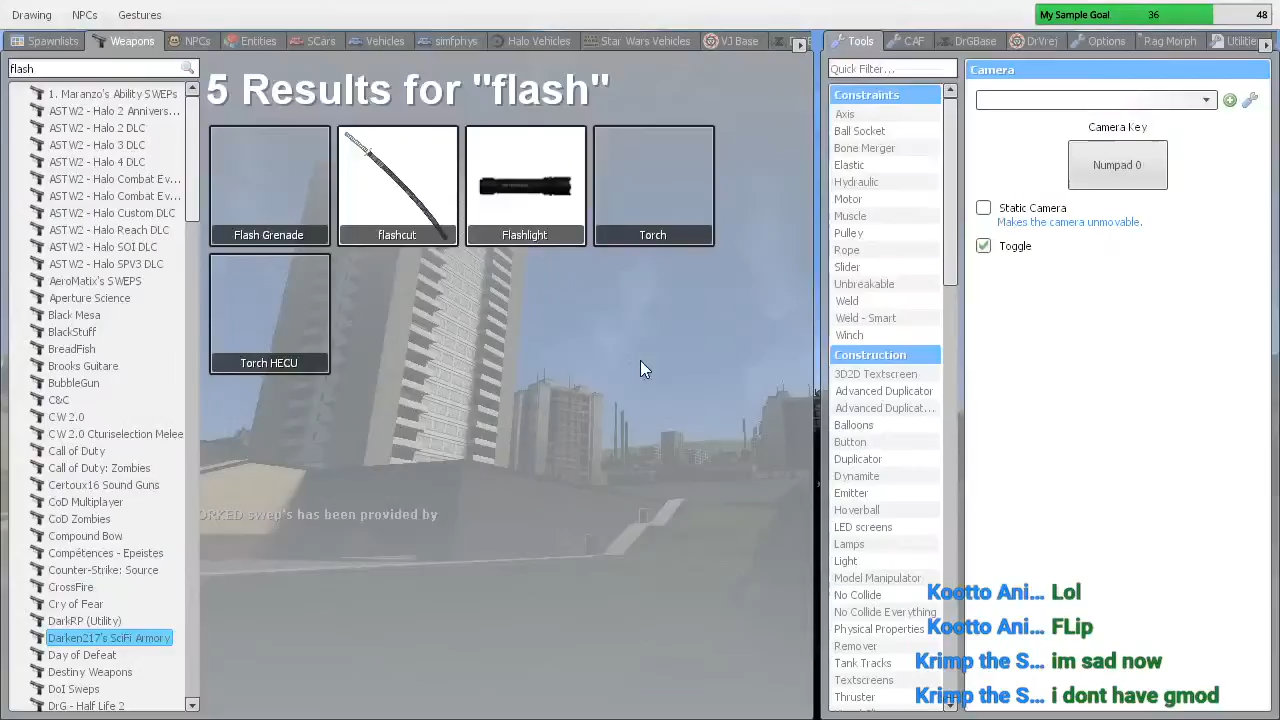 Drawing NPCs Gestures
My Sample Goal 36 48
Spawnlists Weapons NPCs Entities SCars Vehicles simfphys Halo Vehicles Star Wars Vehicles VJ Base
Tools CAF DrGBase DrVrej Options Rag Morph Utilitie
flash
5 Results for "flash"
1. Maranzo's Ability SWEPs
ASTW2 - Halo 2 Annivers...
ASTW2 - Halo 2 DLC
ASTW2 - Halo 3 DLC
ASTW2 - Halo 4 DLC
ASTW2 - Halo Combat Ev...
ASTW2 - Halo Combat Ev...
ASTW2 - Halo Custom DLC
ASTW2 - Halo Reach DLC
ASTW2 - Halo SOI DLC
ASTW2 - Halo SPV3 DLC
AeroMatix's SWEPS
Aperture Science
Black Mesa
BlackStuff
BreadFish
Brooks Guitare
BubbleGun
C&C
CW 2.0
CW 2.0 Cturiselection Melee
Call of Duty
Call of Duty: Zombies
Certoux16 Sound Guns
CoD Multiplayer
CoD Zombies
Compound Bow
Compétences - Epeistes
Counter-Strike: Source
CrossFire
Cry of Fear
DarkRP (Utility)
Darken217's SciFi Armory
Day of Defeat
Destiny Weapons
DoI Sweps
DrG - Half Life 2
Flash Grenade
flashcut
Flashlight
Torch
Torch HECU
ORKED swep's has been provided by
Quick Filter...
Constraints
Axis
Ball Socket
Bone Merger
Elastic
Hydraulic
Motor
Muscle
Pulley
Rope
Slider
Unbreakable
Weld
Weld - Smart
Winch
Construction
3D2D Textscreen
Advanced Duplicator
Advanced Duplicat...
Balloons
Button
Duplicator
Dynamite
Emitter
Hoverball
LED screens
Lamps
Light
Model Manipulator
No Collide
No Collide Everything
Physical Properties
Remover
Tank Tracks
Textscreens
Thruster
Camera
Camera Key
Numpad 0
Static Camera
Makes the camera unmovable.
Toggle
Kootto Ani... Lol
Kootto Ani... FLip
Krimp the S... im sad now
Krimp the S... i dont have gmod